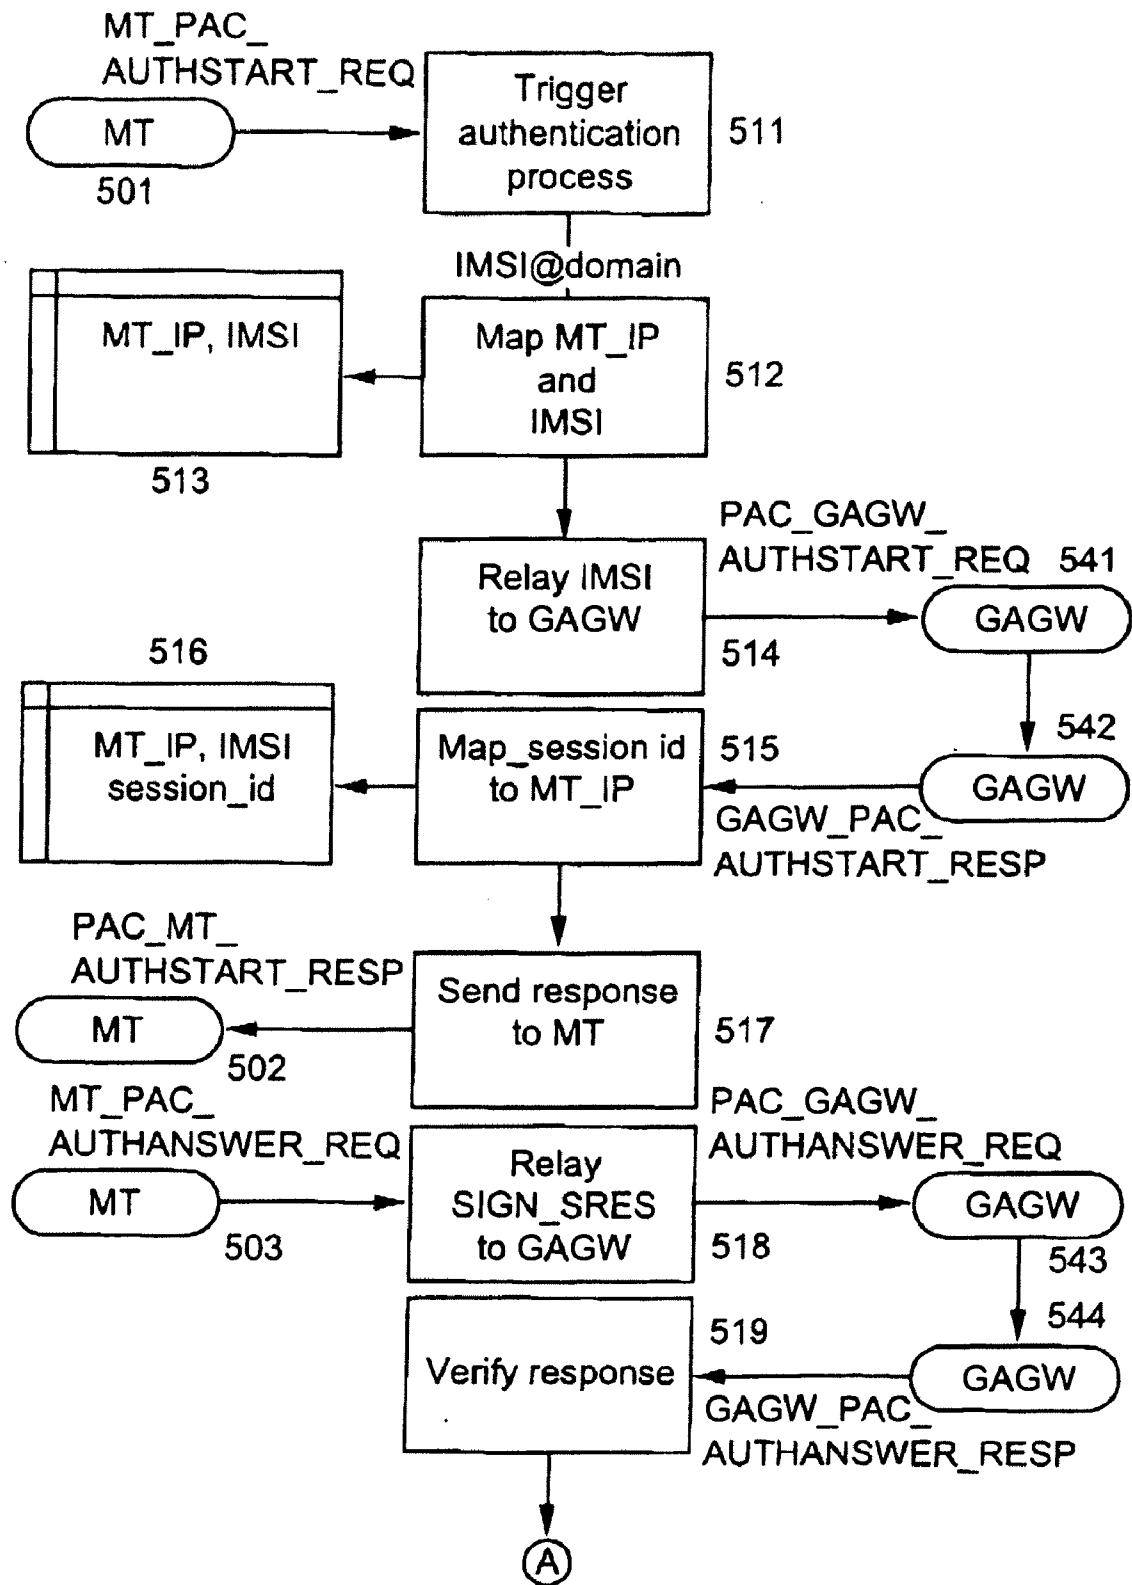 MT_PAC_
AUTHSTART_REQ
MT
501
Trigger
authentication
process
511
IMSI@domain
MT_IP, IMSI
513
Map MT_IP
and
IMSI
512
Relay IMSI
to GAGW
514
PAC_GAGW_
AUTHSTART_REQ
541
GAGW
516
MT_IP, IMSI
session_id
Map_session id
to MT_IP
515
542
GAGW
GAGW_PAC_
AUTHSTART_RESP
PAC_MT_
AUTHSTART_RESP
MT
502
Send response
to MT
517
MT_PAC_
AUTHANSWER_REQ
MT
503
Relay
SIGN_SRES
to GAGW
518
PAC_GAGW_
AUTHANSWER_REQ
GAGW
543
544
GAGW
519
Verify response
GAGW_PAC_
AUTHANSWER_RESP
A